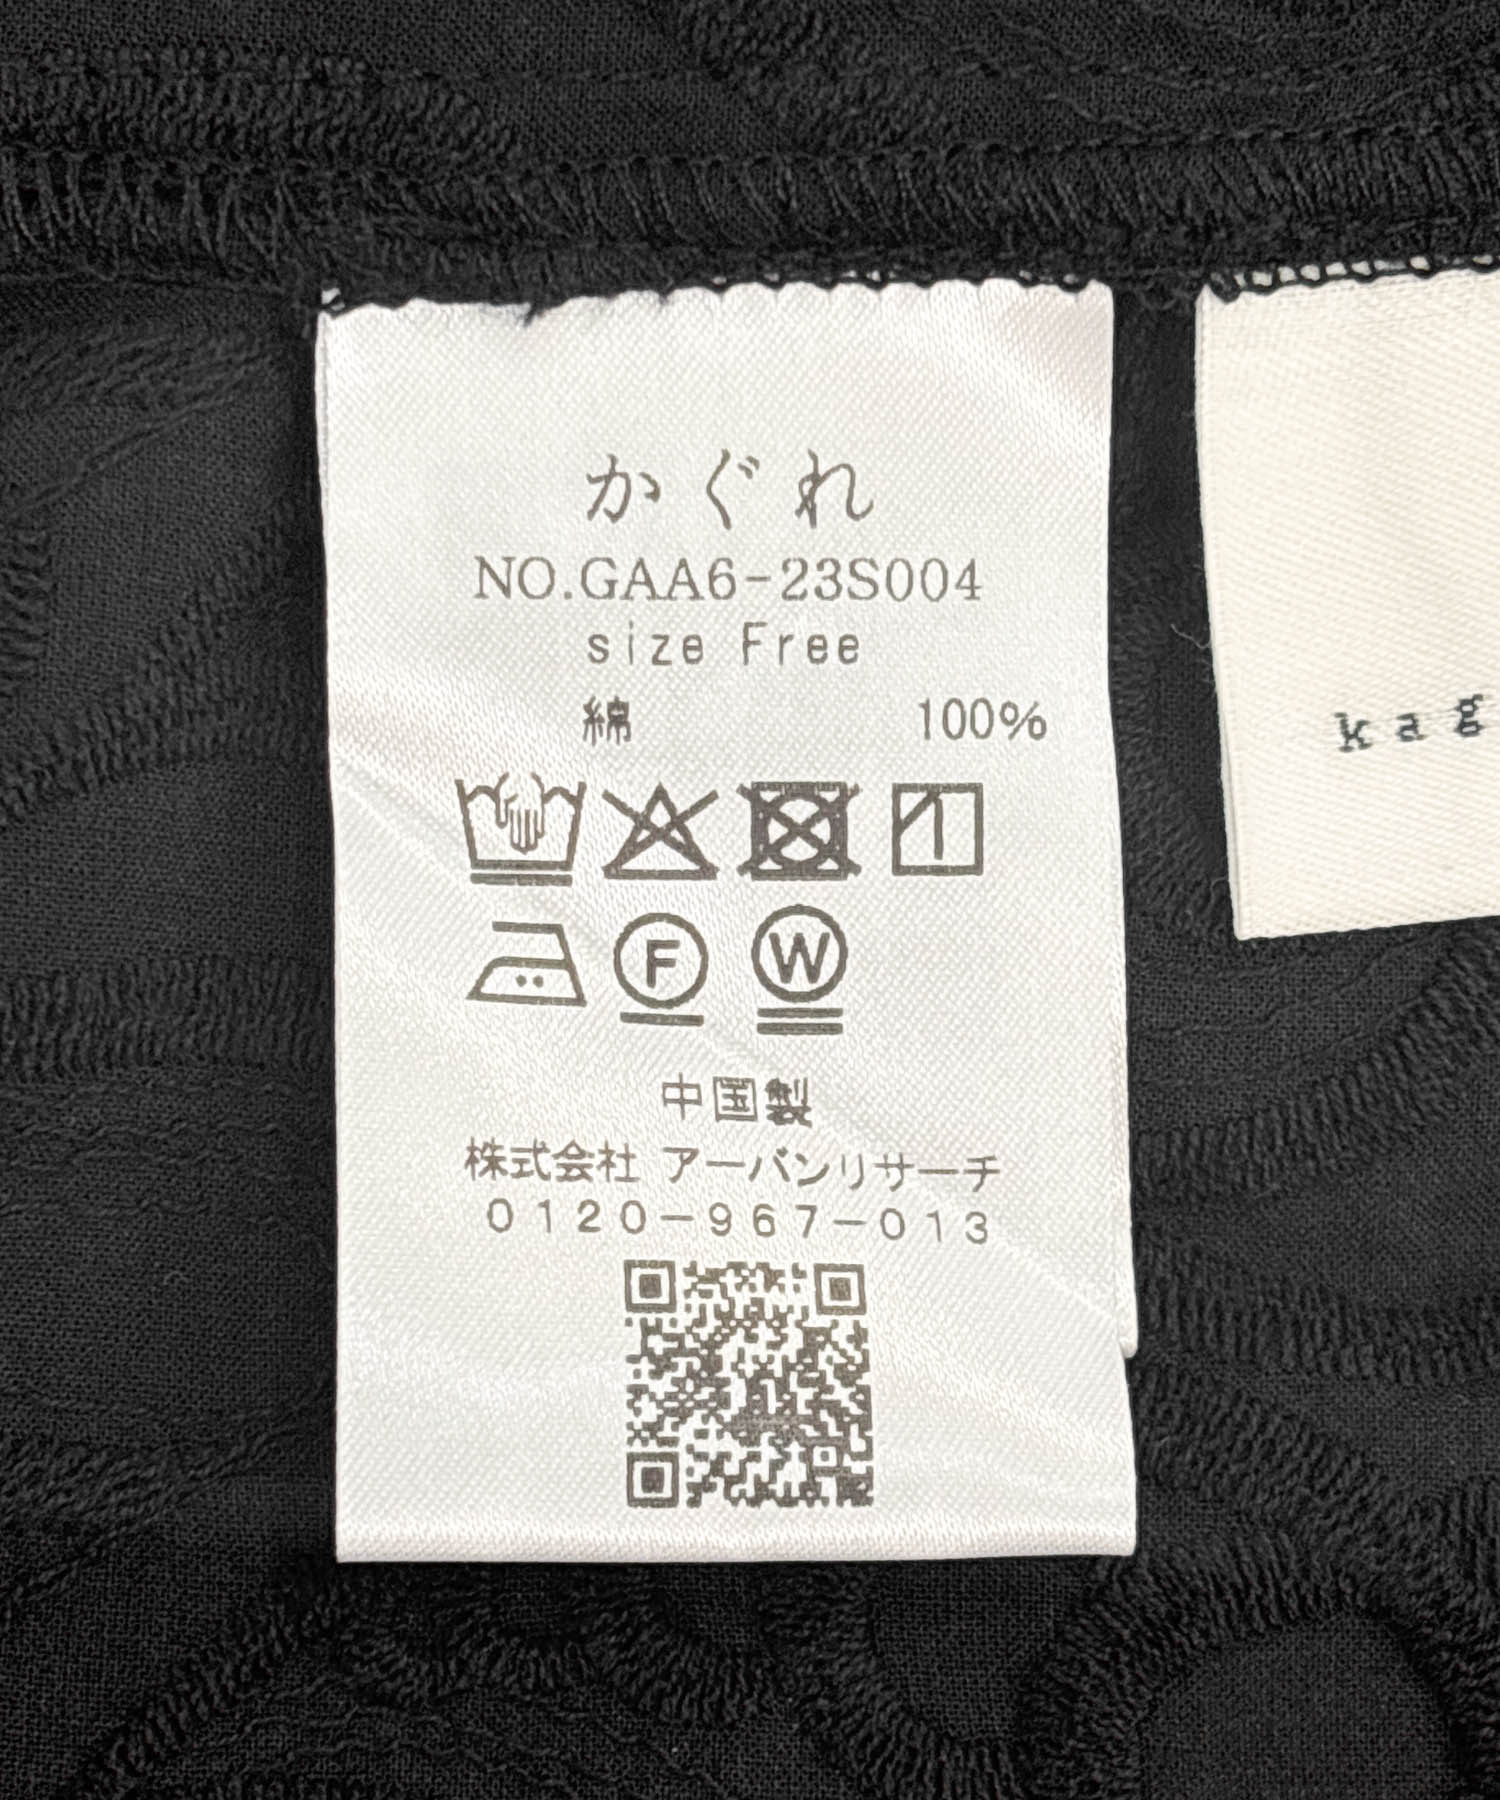 かぐれ
NO.GAA6-23S004
size Free
綿 100%
F W
中国製
株式会社 アーバンリサーチ
0120-967-013
kag